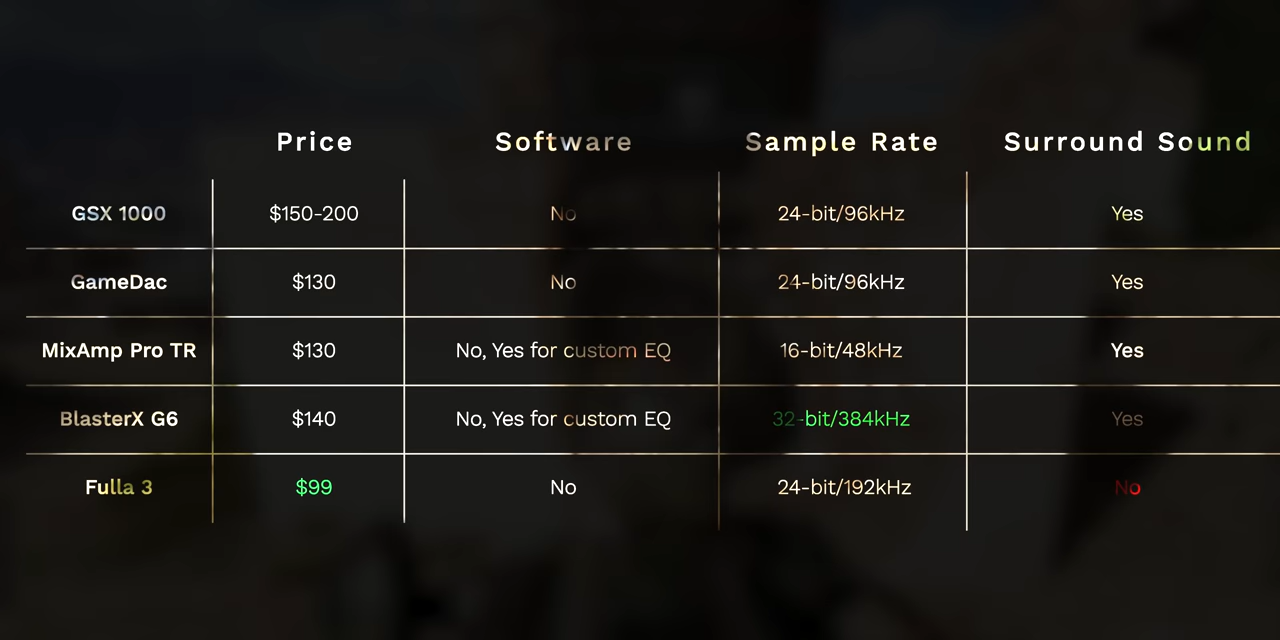 Price Software Sample Rate Surround Sound
GSX 1000 $150-200 No 24-bit/96kHz Yes
GameDac $130 No 24-bit/96kHz Yes
MixAmp Pro TR $130 No, Yes for custom EQ 16-bit/48kHz Yes
BlasterX G6 $140 No, Yes for custom EQ 32-bit/384kHz Yes
Fulla 3 $99 No 24-bit/192kHz No